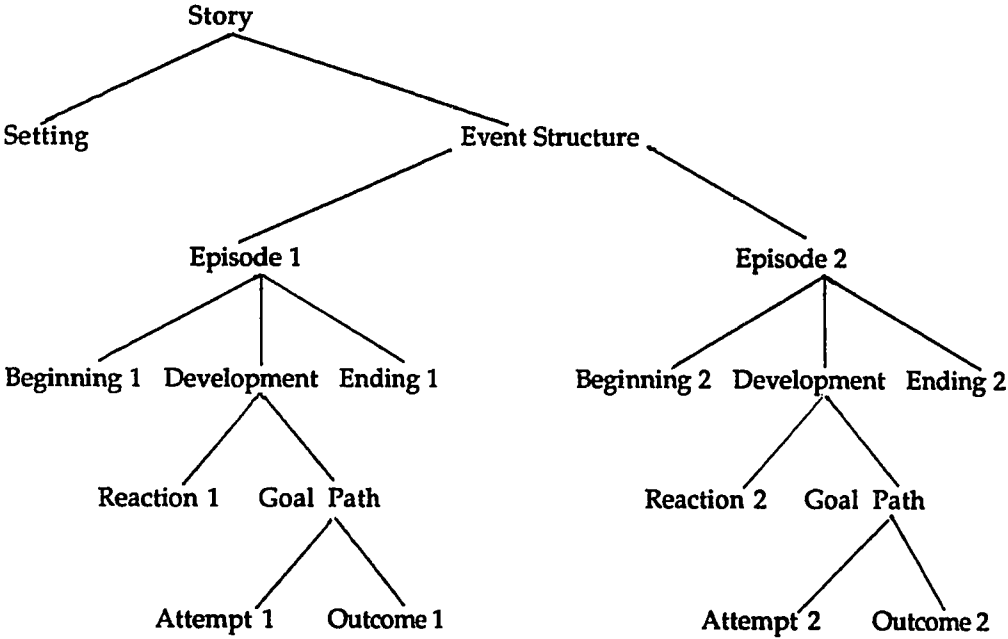 Story
Setting
Event Structure
Episode 1
Episode 2
Beginning 1 Development Ending 1
Beginning 2 Development Ending 2
Reaction 1 Goal Path
Reaction 2 Goal Path
Attempt 1 Outcome 1
Attempt 2 Outcome 2